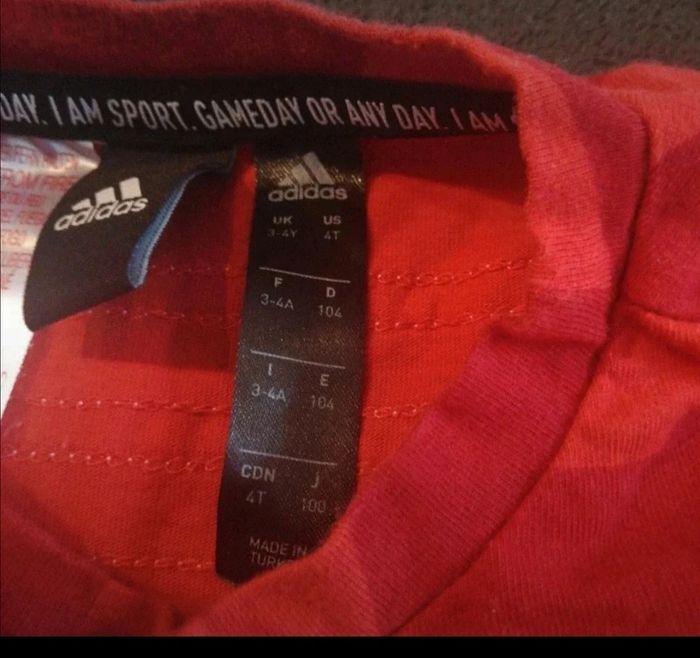 DAY. I AM SPORT. GAMEDAY OR ANY DAY. I AM
adidas
adidas
UK US
3-4Y 4T
F D
3-4A 104
I E
3-4A 104
CDN J
4T 100
MADE IN